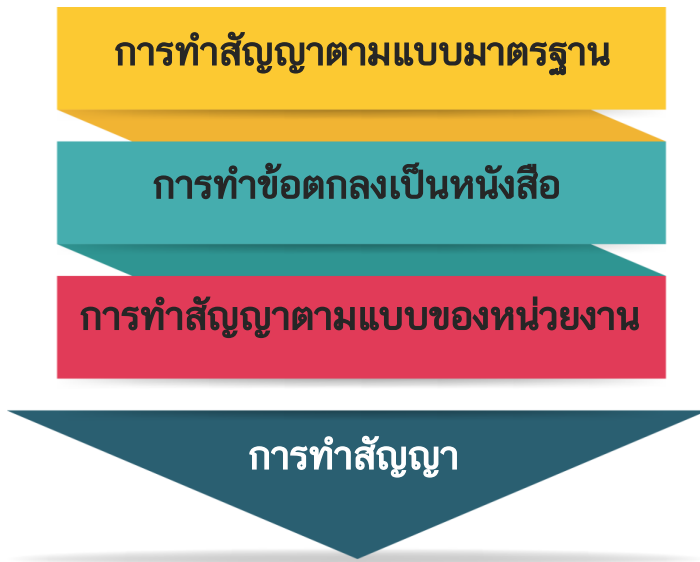 การทำสัญญาตามแบบมาตรฐาน
การทำข้อตกลงเป็นหนังสือ
การทำสัญญาตามแบบของหน่วยงาน
การทำสัญญา